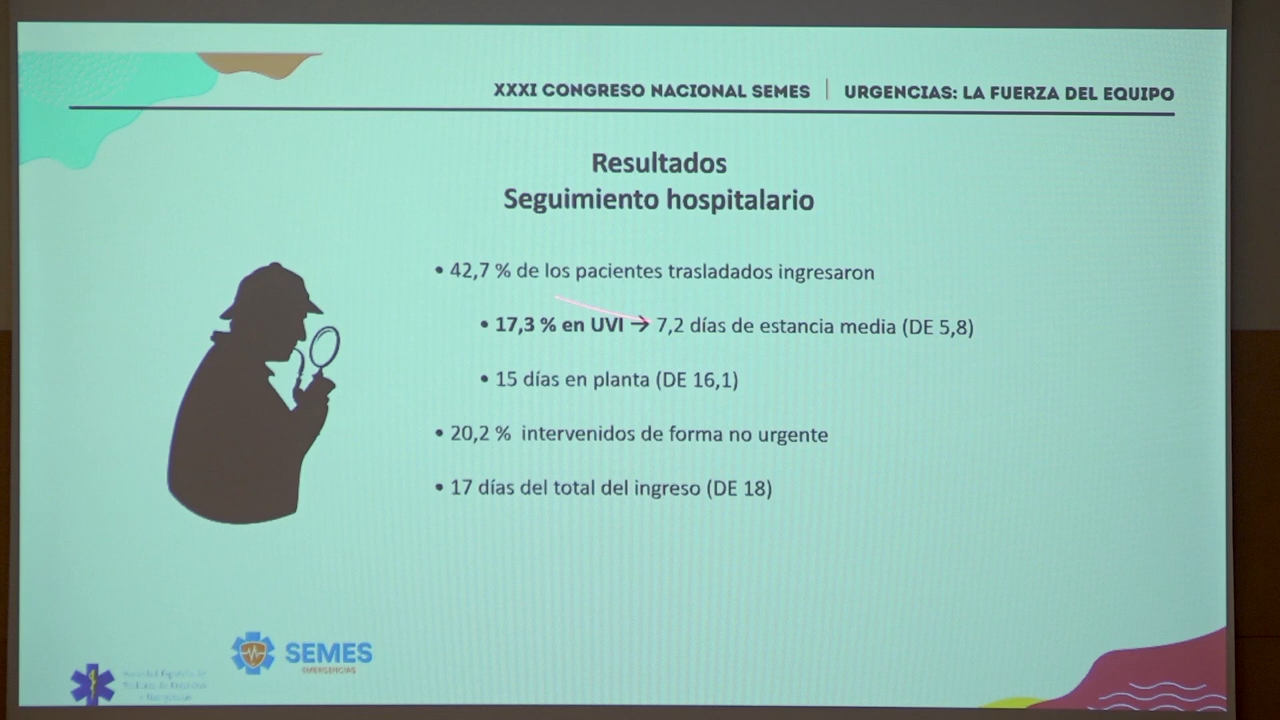 XXXI CONGRESO NACIONAL SEMES | URGENCIAS: LA FUERZA DEL EQUIPO
Resultados
Seguimiento hospitalario
• 42,7 % de los pacientes trasladados ingresaron
• 17,3 % en UVI → 7,2 días de estancia media (DE 5,8)
• 15 días en planta (DE 16,1)
• 20,2 % intervenidos de forma no urgente
• 17 días del total del ingreso (DE 18)
SEMES
EMERGENCIAS